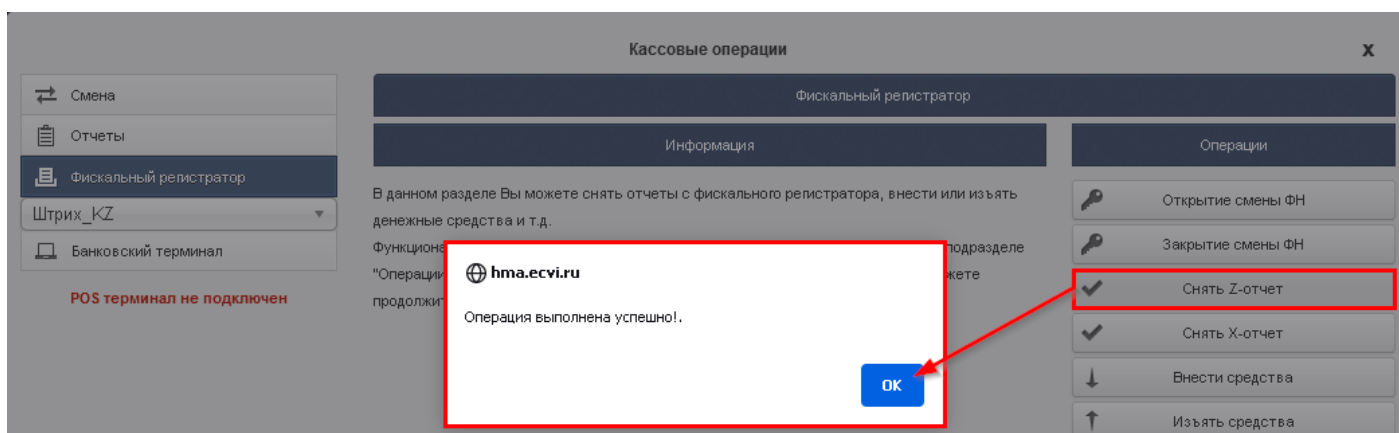 Кассовые операции
x
Смена
Отчеты
Фискальный регистратор
Штрих_KZ
Банковский терминал
POS терминал не подключен
Фискальный регистратор
Информация
В данном разделе Вы можете снять отчеты с фискального регистратора, внести или изъять
денежные средства и т.д.
Функциона подразделе
"Операции жете
продолжит
hma.ecvi.ru
Операция выполнена успешно!.
ОК
Операции
Открытие смены ФН
Закрытие смены ФН
Снять Z-отчет
Снять X-отчет
Внести средства
Изъять средства